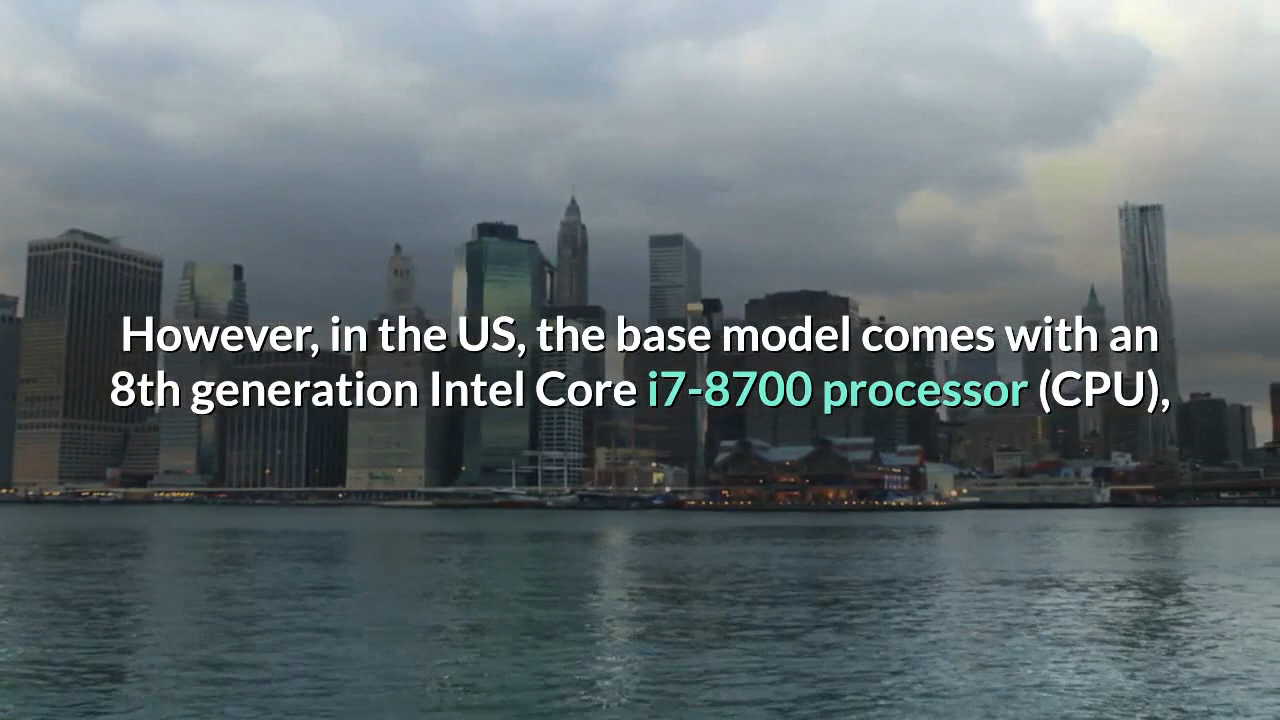 However, in the US, the base model comes with an
8th generation Intel Core i7-8700 processor (CPU),